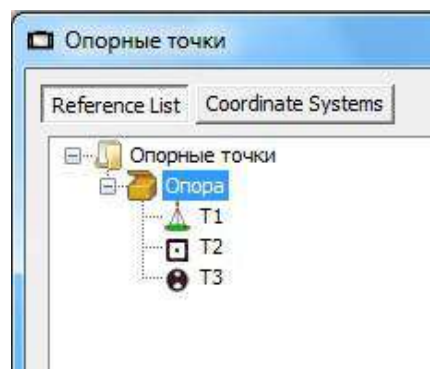 Опорные точки
Reference List Coordinate Systems
Опорные точки
Опора
T1
T2
T3